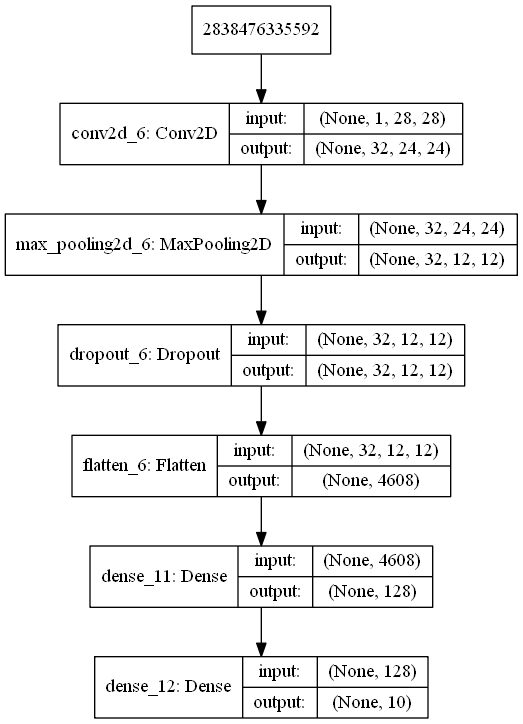 2838476335592
conv2d_6: Conv2D
input:
(None, 1, 28, 28)
output:
(None, 32, 24, 24)
max_pooling2d_6: MaxPooling2D
input:
(None, 32, 24, 24)
output:
(None, 32, 12, 12)
dropout_6: Dropout
input:
(None, 32, 12, 12)
output:
(None, 32, 12, 12)
flatten_6: Flatten
input:
(None, 32, 12, 12)
output:
(None, 4608)
dense_11: Dense
input:
(None, 4608)
output:
(None, 128)
dense_12: Dense
input:
(None, 128)
output:
(None, 10)